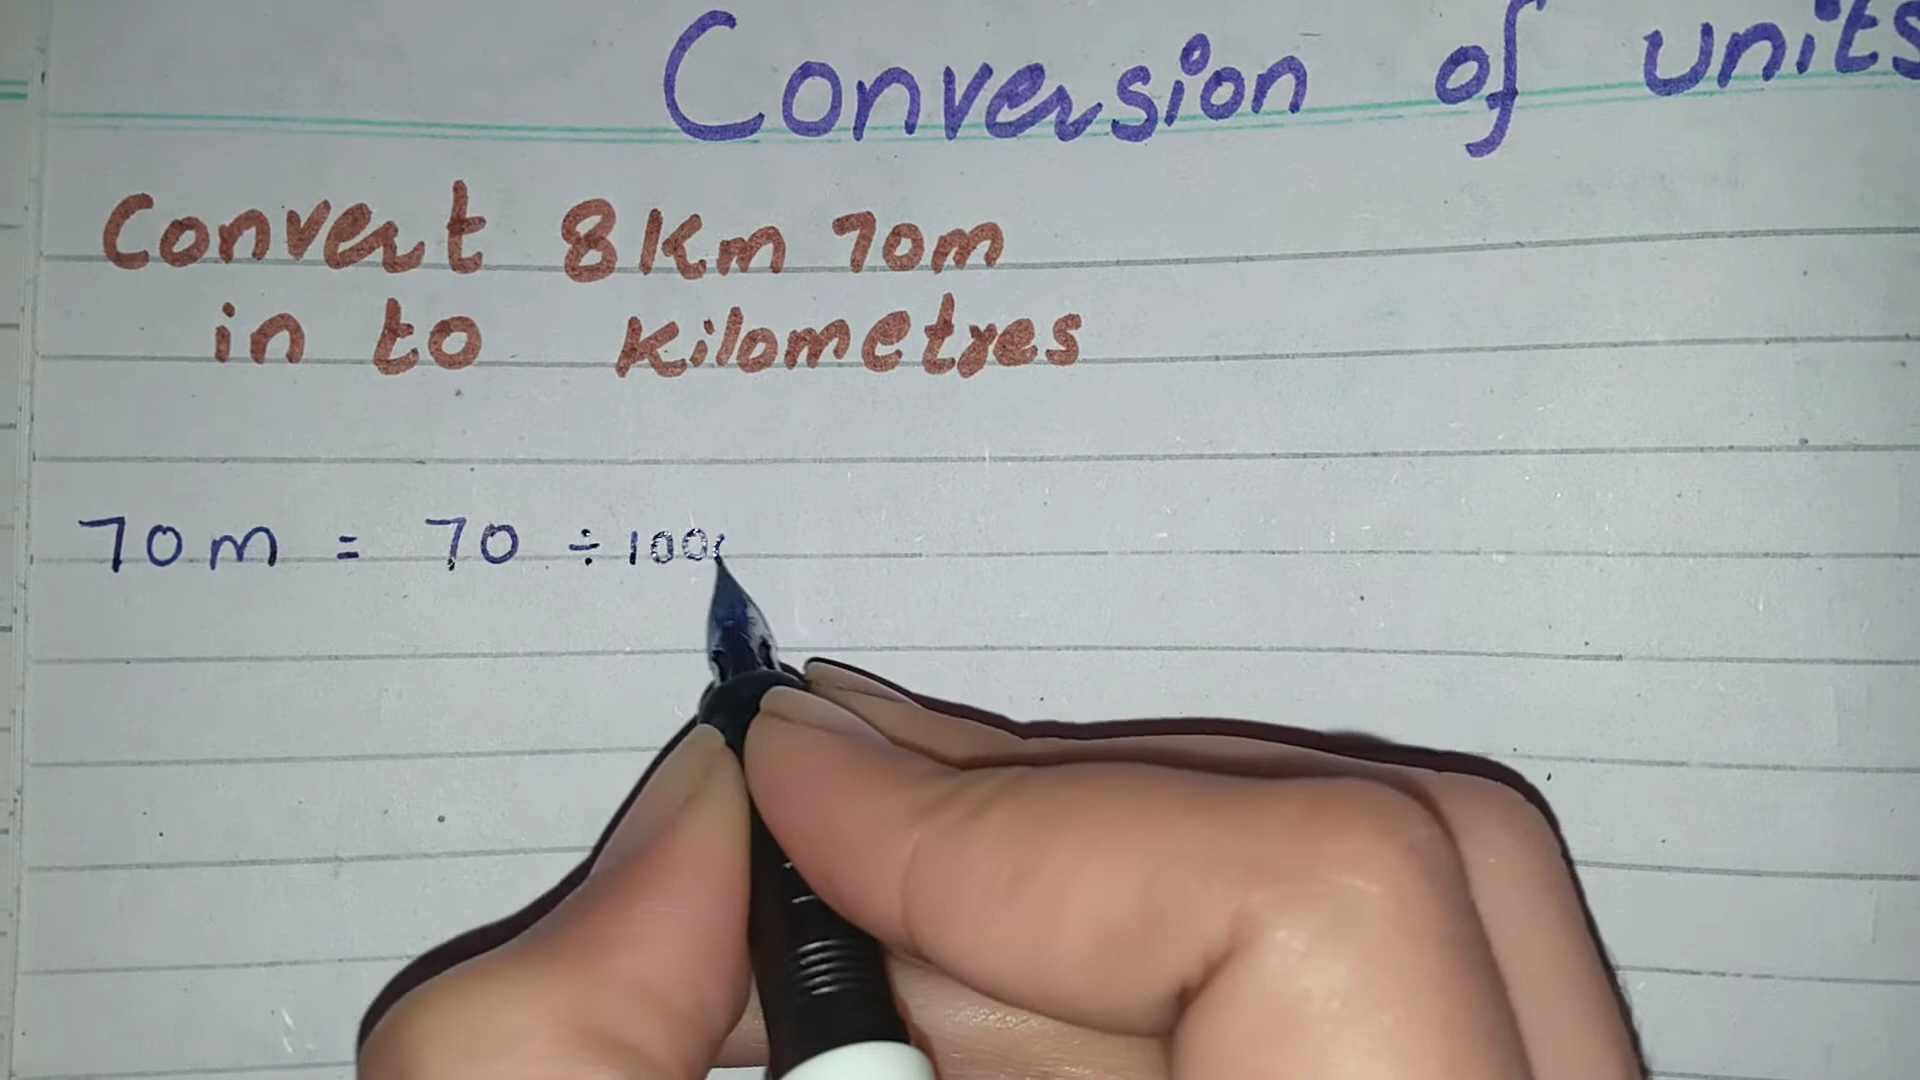 Conversion of units
Convert 8Km 70m
in to kilometres
70m = 70 ÷ 100